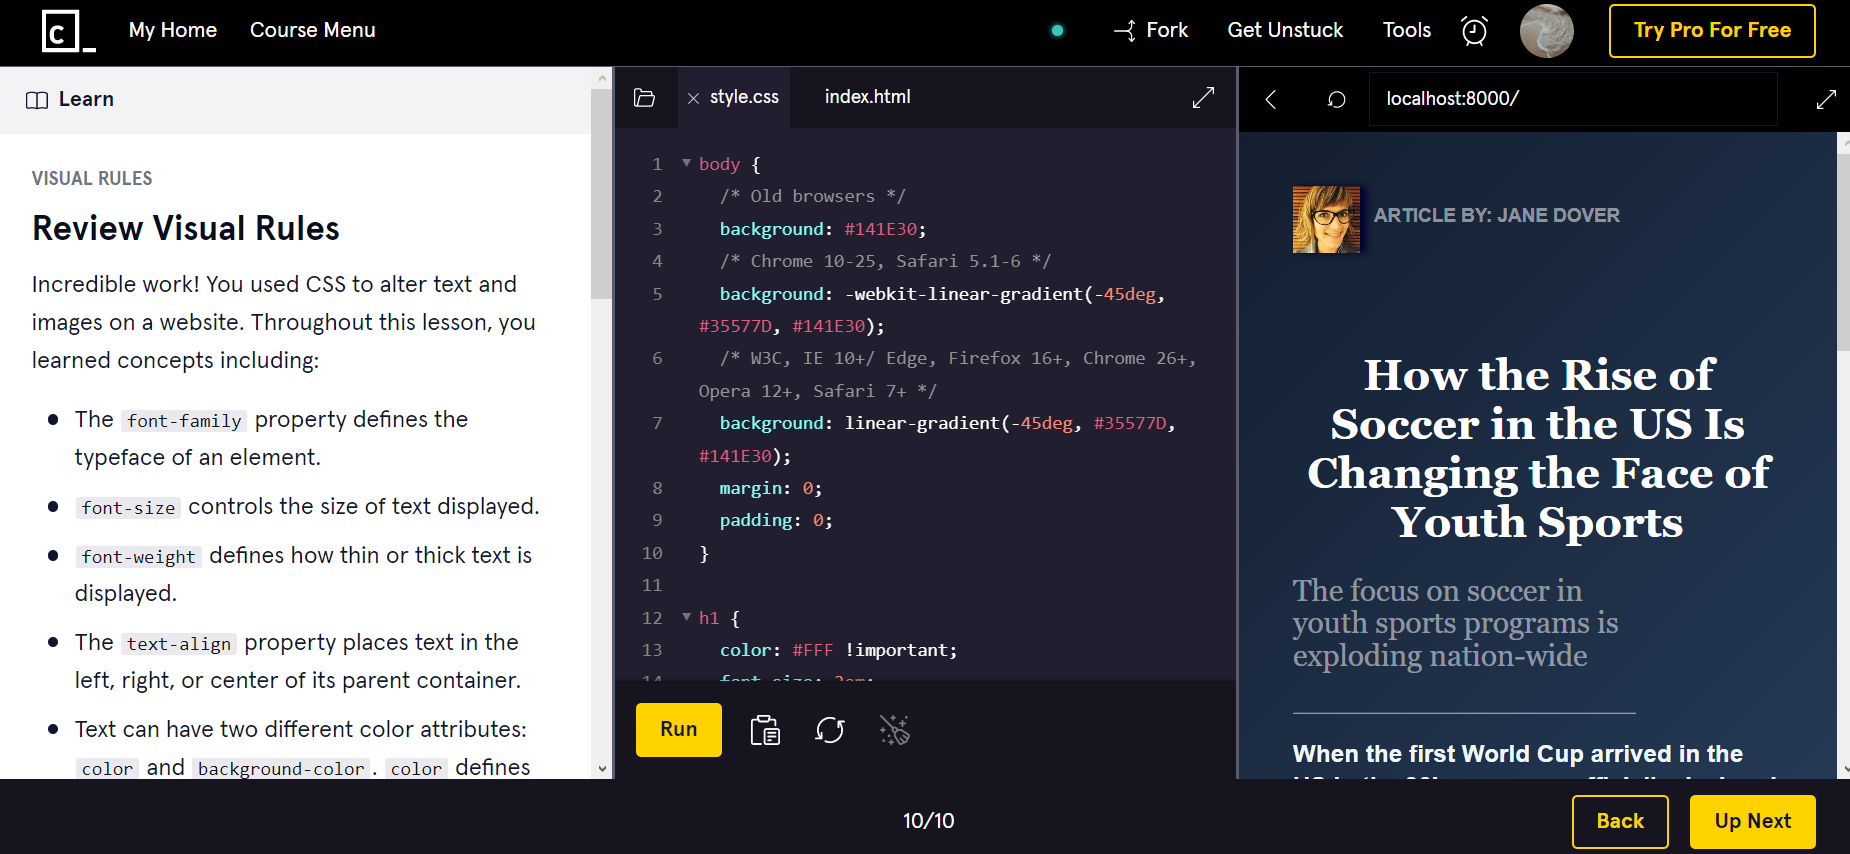 c_
My Home
Course Menu
Fork
Get Unstuck
Tools
Try Pro For Free
Learn
VISUAL RULES
Review Visual Rules
Incredible work! You used CSS to alter text and
images on a website. Throughout this lesson, you
learned concepts including:
The font-family property defines the
typeface of an element.
font-size controls the size of text displayed.
font-weight defines how thin or thick text is
displayed.
The text-align property places text in the
left, right, or center of its parent container.
Text can have two different color attributes:
color and background-color. color defines
style.css
index.html
1 body {
2 /* Old browsers */
3 background: #141E30;
4 /* Chrome 10-25, Safari 5.1-6 */
5 background: -webkit-linear-gradient(-45deg,
#35577D, #141E30);
6 /* W3C, IE 10+/ Edge, Firefox 16+, Chrome 26+,
Opera 12+, Safari 7+ */
7 background: linear-gradient(-45deg, #35577D,
#141E30);
8 margin: 0;
9 padding: 0;
10 }
11
12 h1 {
13 color: #FFF !important;
14 font-size: 2em;
Run
localhost:8000/
ARTICLE BY: JANE DOVER
How the Rise of
Soccer in the US Is
Changing the Face of
Youth Sports
The focus on soccer in
youth sports programs is
exploding nation-wide
When the first World Cup arrived in the
10/10
Back
Up Next